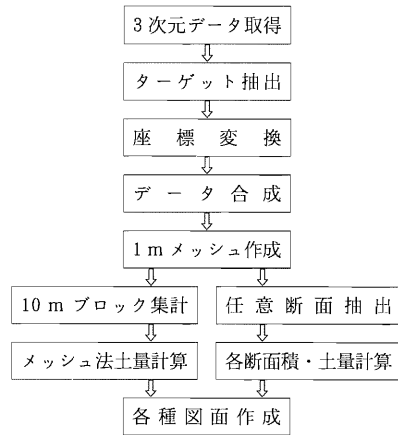 3次元データ取得
ターゲット抽出
座標変換
データ合成
1mメッシュ作成
10mブロック集計
任意断面抽出
メッシュ法土量計算
各断面積・土量計算
各種図面作成